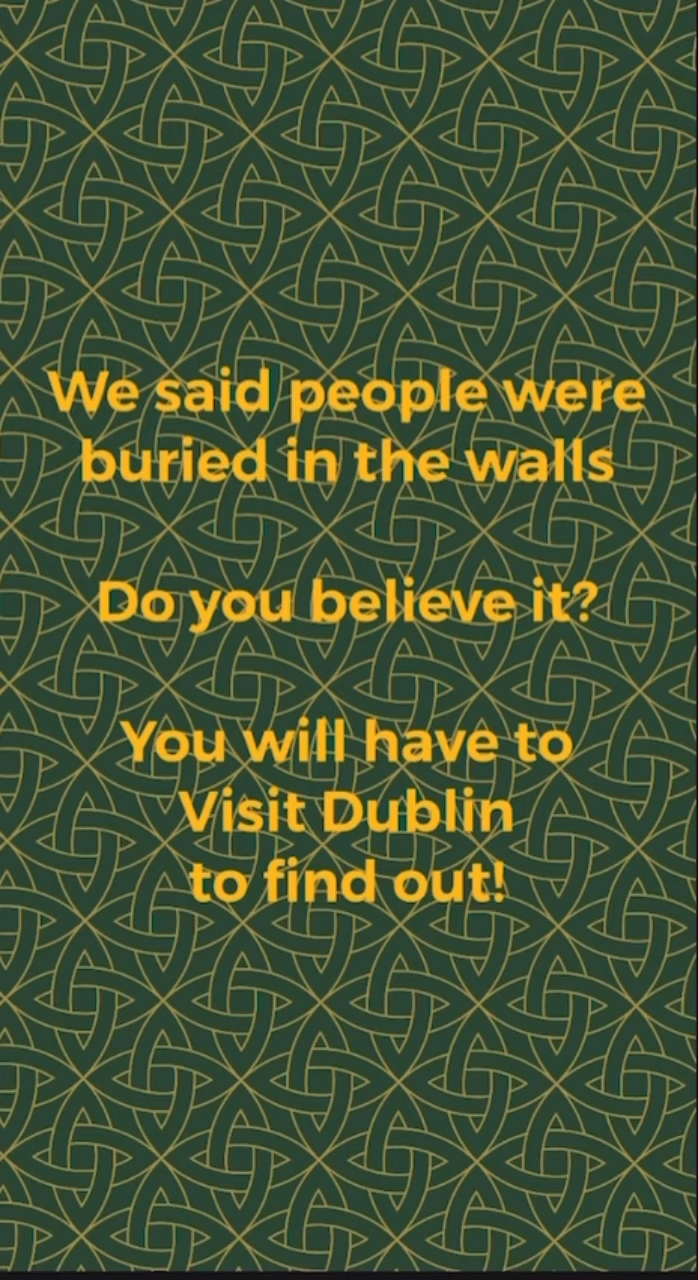 We said people were
buried in the walls
Do you believe it?
You will have to
Visit Dublin
to find out!